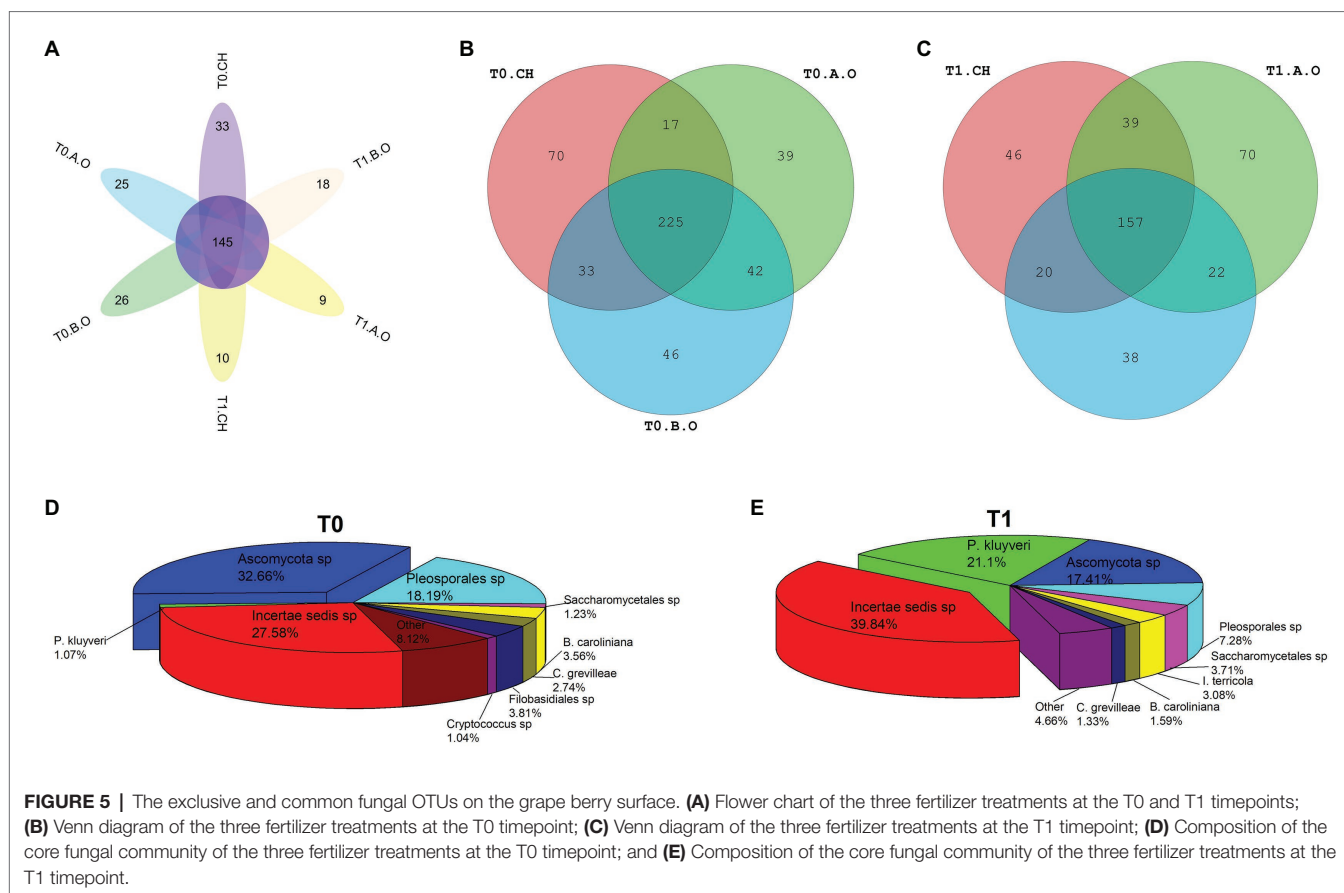 A
T0.CH
33
T0.A.O
25
T1.B.O
18
145
T0.B.O
26
T1.A.O
9
10
T1.CH
B
T0.CH
T0.A.O
17
70
39
225
33
42
46
T0.B.O
C
T1.CH
T1.A.O
39
46
70
157
20
22
38
D
T0
Ascomycota sp
32.66%
Pleosporales sp
18.19%
Saccharomycetales sp
1.23%
B. caroliniana
3.56%
C. grevilleae
2.74%
Filobasidiales sp
3.81%
Cryptococcus sp
1.04%
Other
8.12%
Incertae sedis sp
27.58%
P. kluyveri
1.07%
E
T1
P. kluyveri
21.1%
Ascomycota sp
17.41%
Incertae sedis sp
39.84%
Pleosporales sp
7.28%
Saccharomycetales sp
3.71%
I. terricola
3.08%
B. caroliniana
1.59%
C. grevilleae
1.33%
Other
4.66%
FIGURE 5 | The exclusive and common fungal OTUs on the grape berry surface. (A) Flower chart of the three fertilizer treatments at the T0 and T1 timepoints;
(B) Venn diagram of the three fertilizer treatments at the T0 timepoint; (C) Venn diagram of the three fertilizer treatments at the T1 timepoint; (D) Composition of the
core fungal community of the three fertilizer treatments at the T0 timepoint; and (E) Composition of the core fungal community of the three fertilizer treatments at the
T1 timepoint.